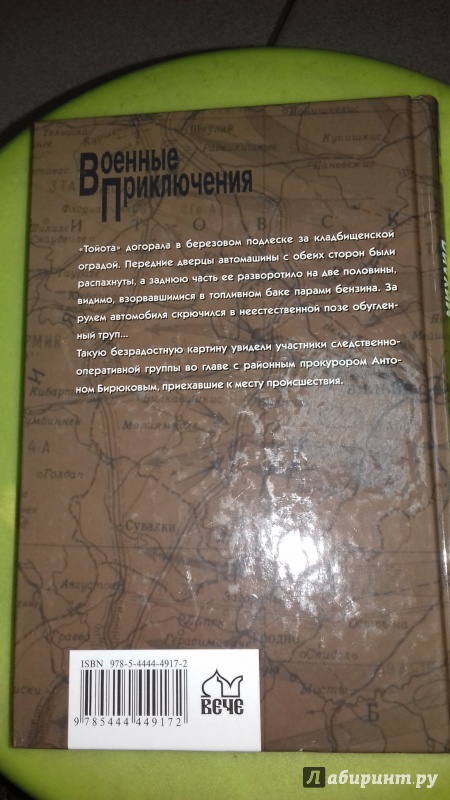 Военные
Приключения
«Тойота» догорала в березовом подлеске за кладбищенской
оградой. Передние дверцы автомашины с обеих сторон были
распахнуты, а заднюю часть ее разворотило на две половины,
видимо, взорвавшимися в топливном баке парами бензина. За
рулем автомобиля скрючился в неестественной позе обуглен-
ный труп...
Такую безрадостную картину увидели участники следственно-
оперативной группы во главе с районным прокурором Анто-
ном Бирюковым, приехавшие к месту происшествия.
Сувалки
ISBN 978-5-4444-4917-2
9 785444 449172
ВЕЧЕ
Лабиринт.ру